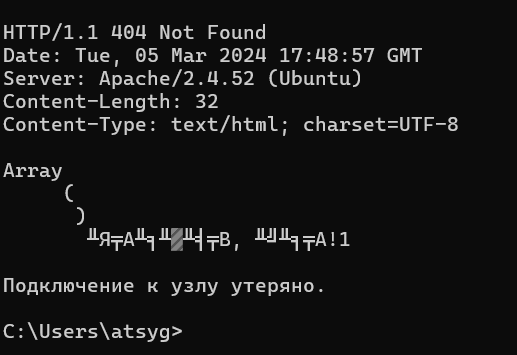 HTTP/1.1 404 Not Found
Date: Tue, 05 Mar 2024 17:48:57 GMT
Server: Apache/2.4.52 (Ubuntu)
Content-Length: 32
Content-Type: text/html; charset=UTF-8
Array
(
)
╨Я╤А╨╕╨▓╨╡╤В, ╨╝╨╕╤А!1
Подключение к узлу утеряно.
C:\Users\atsyg>